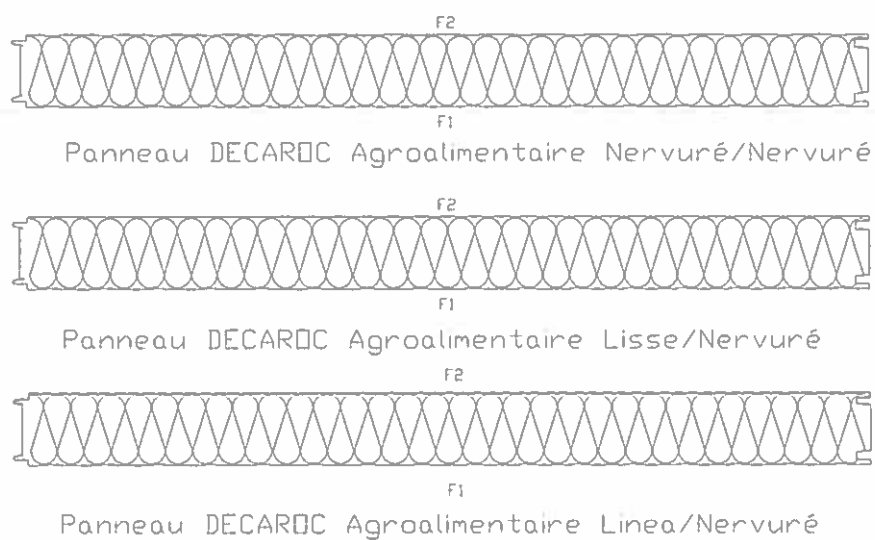 F2
F1
Panneau DECAROC Agroalimentaire Nervuré/Nervuré
F2
F1
Panneau DECAROC Agroalimentaire Lisse/Nervuré
F2
F1
Panneau DECAROC Agroalimentaire Linea/Nervuré